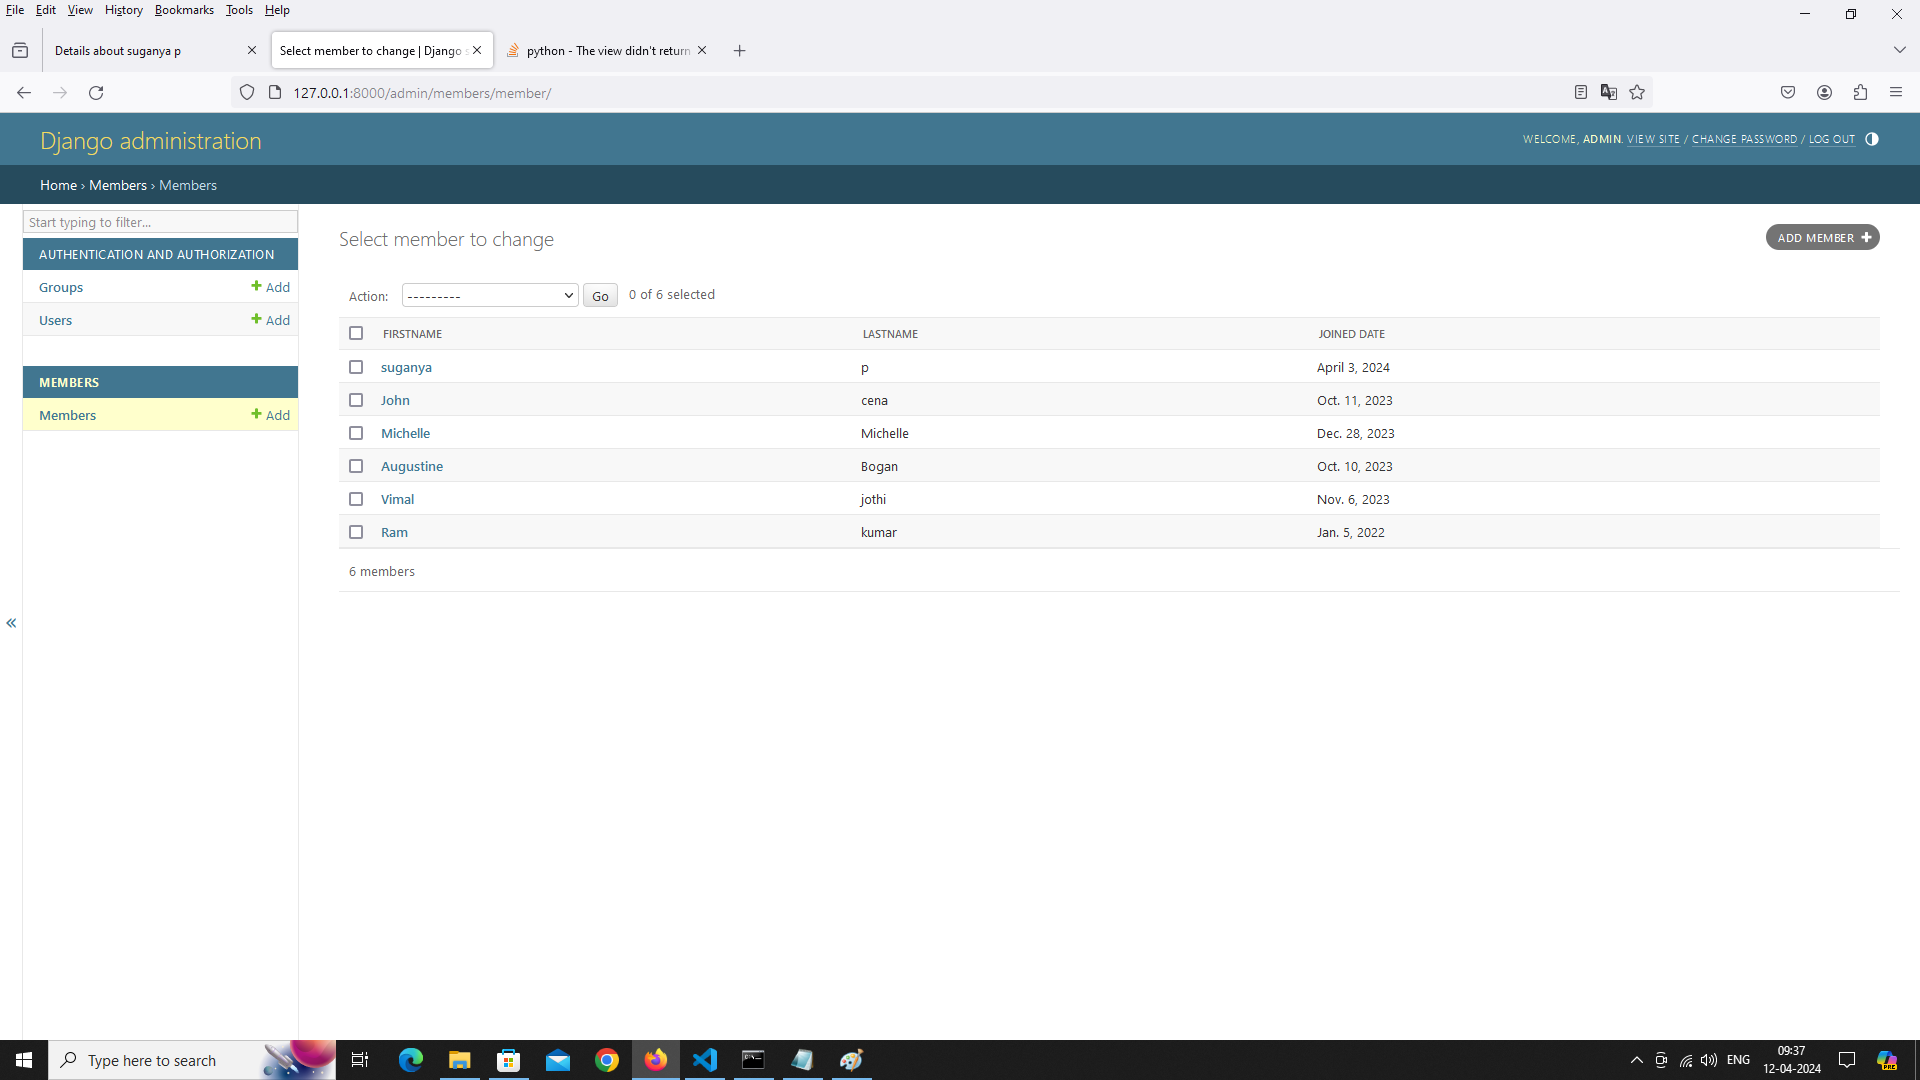 File Edit View History Bookmarks Tools Help
Details about suganya p
Select member to change | Django s
python - The view didn't return
127.0.0.1:8000/admin/members/member/
Django administration
WELCOME, ADMIN. VIEW SITE / CHANGE PASSWORD / LOG OUT
Home › Members › Members
Start typing to filter...
AUTHENTICATION AND AUTHORIZATION
Groups + Add
Users + Add
MEMBERS
Members + Add
«
Select member to change
ADD MEMBER +
Action: --------- Go 0 of 6 selected
FIRSTNAME LASTNAME JOINED DATE
suganya p April 3, 2024
John cena Oct. 11, 2023
Michelle Michelle Dec. 28, 2023
Augustine Bogan Oct. 10, 2023
Vimal jothi Nov. 6, 2023
Ram kumar Jan. 5, 2022
6 members
Type here to search
ENG
09:37
12-04-2024
PRE